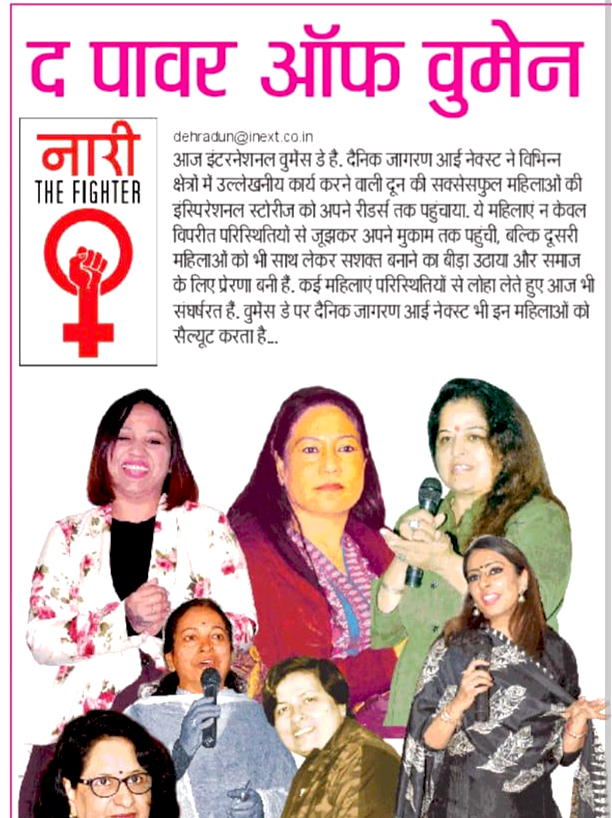 द पावर ऑफ वुमेन
नारी
THE FIGHTER
dehradun@inext.co.in
आज इंटरनेशनल वुमेंस डे है. दैनिक जागरण आई नेक्स्ट ने विभिन्न
क्षेत्रों में उल्लेखनीय कार्य करने वाली दून की सक्सेसफुल महिलाओं की
इंस्पिरेशनल स्टोरीज को अपने रीडर्स तक पहुंचाया. ये महिलाएं न केवल
विपरीत परिस्थितियो से जूझकर अपने मुकाम तक पहुंची, बल्कि दूसरी
महिलाओं को भी साथ लेकर सशक्त बनाने का बीड़ा उठाया और समाज
के लिए प्रेरणा बनी हैं. कई महिलाएं परिस्थितियों से लोहा लेते हुए आज भी
संघर्षरत हैं. वुमेंस डे पर दैनिक जागरण आई नेक्स्ट भी इन महिलाओं को
सैल्यूट करता है...